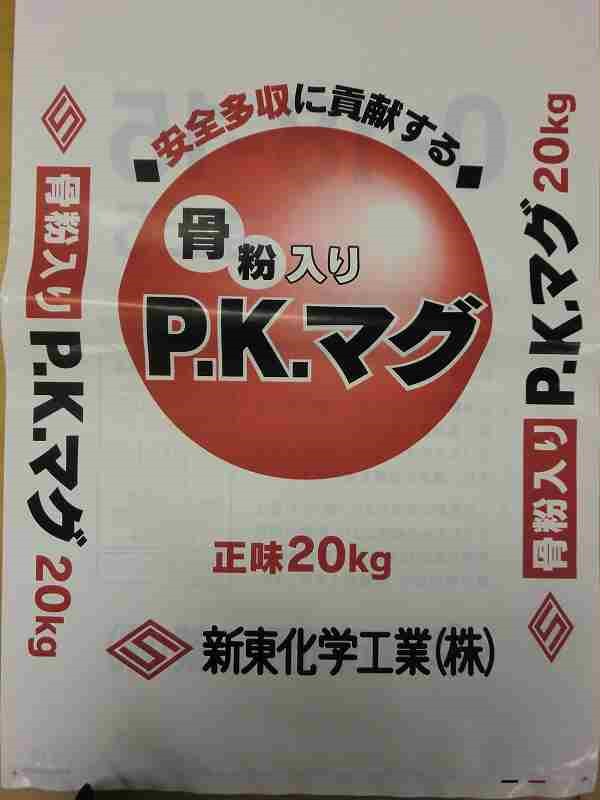 ■安全多収に貢献する■
骨粉入り
P.K.マグ
正味20kg
新東化学工業(株)
骨粉入り P.K.マグ 20kg
骨粉入り P.K.マグ 20kg